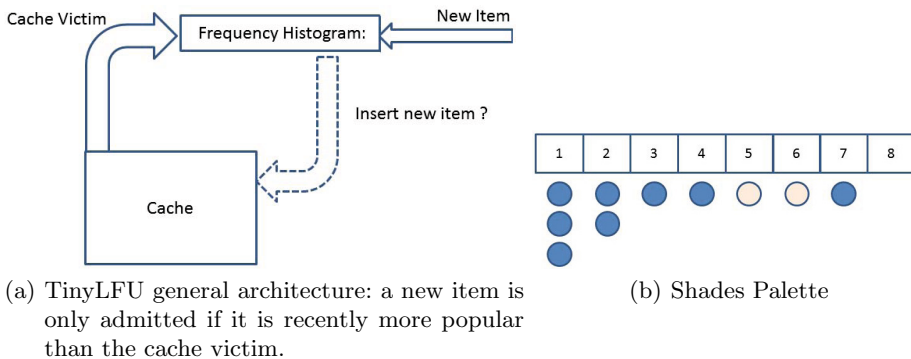 Cache Victim
New Item
Frequency Histogram:
Insert new item ?
Cache
1 2 3 4 5 6 7 8
(a) TinyLFU general architecture: a new item is
only admitted if it is recently more popular
than the cache victim.
(b) Shades Palette